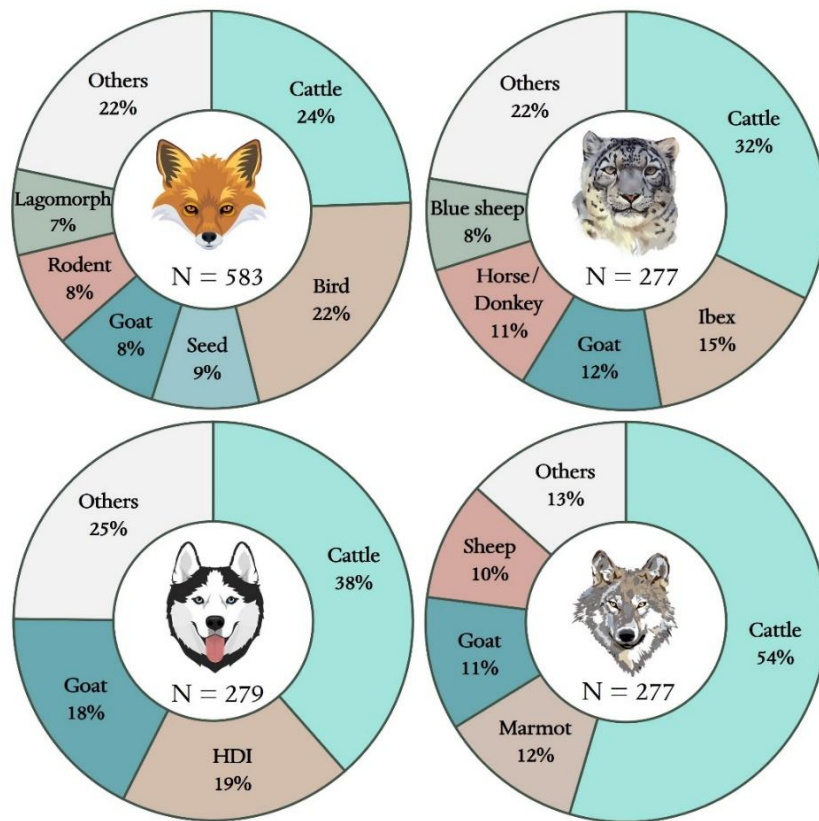 Others
22%
Cattle
24%
Bird
22%
Seed
9%
Goat
8%
Rodent
8%
Lagomorph
7%
N = 583
Others
22%
Cattle
32%
Ibex
15%
Goat
12%
Horse/
Donkey
11%
Blue sheep
8%
N = 277
Others
25%
Cattle
38%
HDI
19%
Goat
18%
N = 279
Others
13%
Cattle
54%
Marmot
12%
Goat
11%
Sheep
10%
N = 277